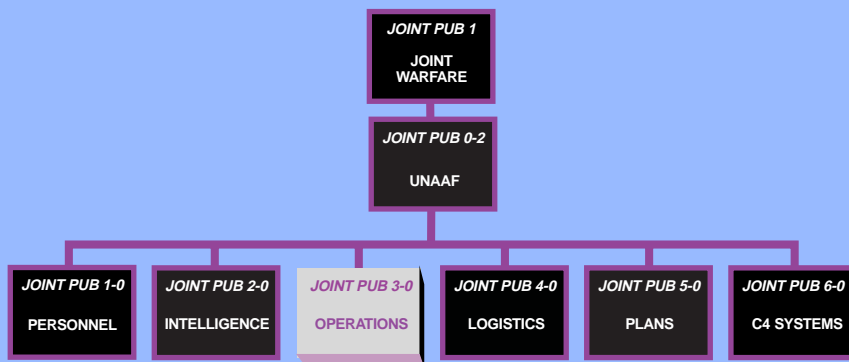 JOINT PUB 1
JOINT
WARFARE
JOINT PUB 0-2
UNAAF
JOINT PUB 1-0
PERSONNEL
JOINT PUB 2-0
INTELLIGENCE
JOINT PUB 3-0
OPERATIONS
JOINT PUB 4-0
LOGISTICS
JOINT PUB 5-0
PLANS
JOINT PUB 6-0
C4 SYSTEMS